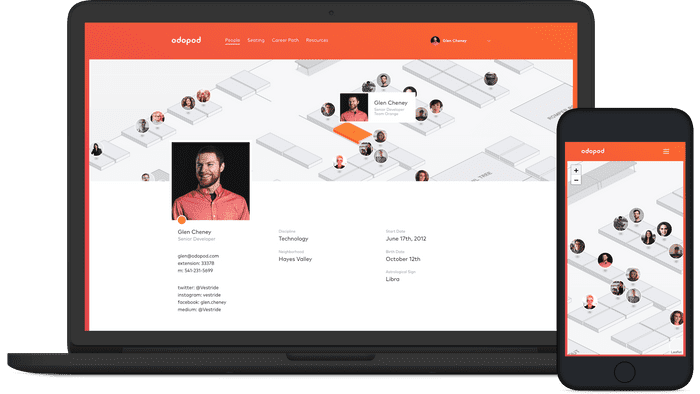 odopod
People Seating Career Path Resources
Glen Cheney
Glen Cheney
Senior Developer
Team Orange
Glen Cheney
Senior Developer
glen@odopod.com
extension: 33378
m: 541-231-5699
twitter: @Vestride
instagram: vestride
facebook: glen.cheney
medium: @Vestride
Discipline
Technology
Neighborhood
Hayes Valley
Start Date
June 17th, 2012
Birth Date
October 12th
Astrological Sign
Libra
odopod
+
−
Leaflet